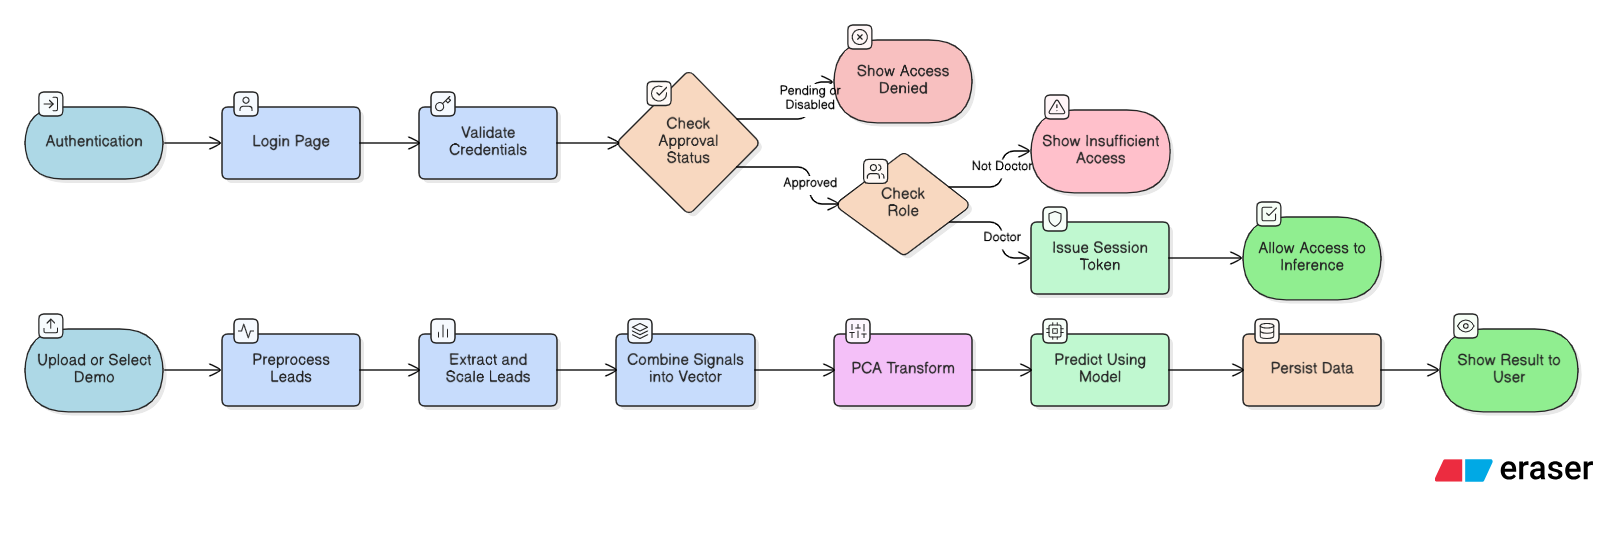 Authentication
Login Page
Validate
Credentials
Check
Approval
Status
Pending or
Disabled
Show Access
Denied
Approved
Check
Role
Not Doctor
Show Insufficient
Access
Doctor
Issue Session
Token
Allow Access to
Inference
Upload or Select
Demo
Preprocess
Leads
Extract and
Scale Leads
Combine Signals
into Vector
PCA Transform
Predict Using
Model
Persist Data
Show Result to
User
eraser